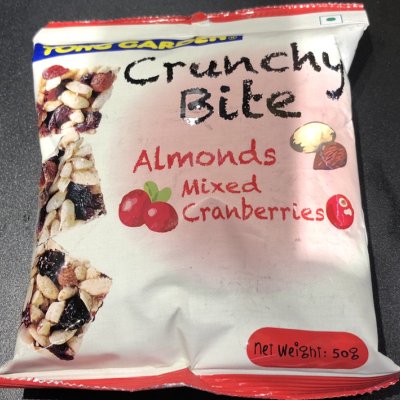 TONG GARDEN®
Crunchy
Bite
Almonds
Mixed
Cranberries
Net Weight: 50g